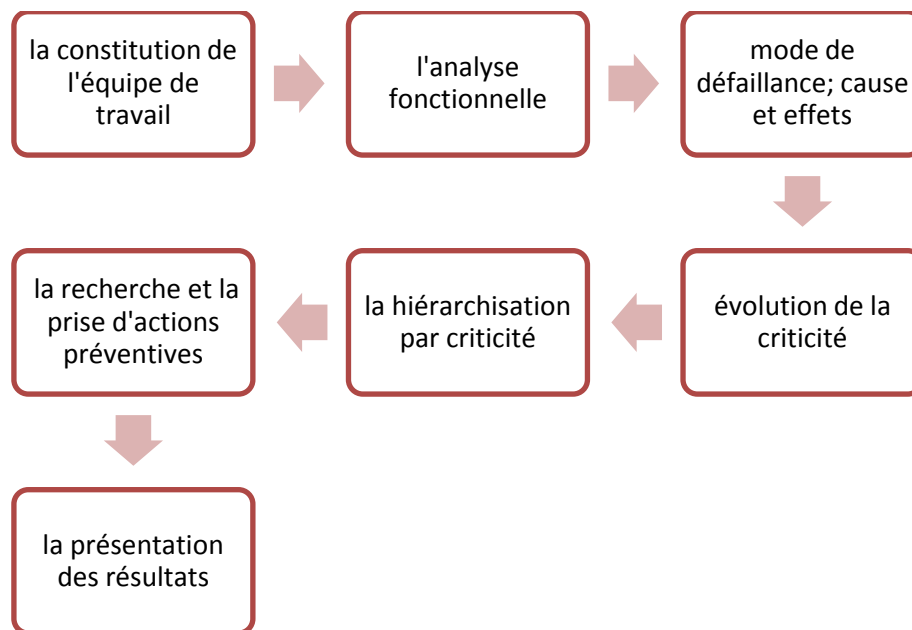 la constitution de
l'équipe de
travail
l'analyse
fonctionnelle
mode de
défaillance; cause
et effets
évolution de la
criticité
la hiérarchisation
par criticité
la recherche et la
prise d'actions
préventives
la présentation
des résultats